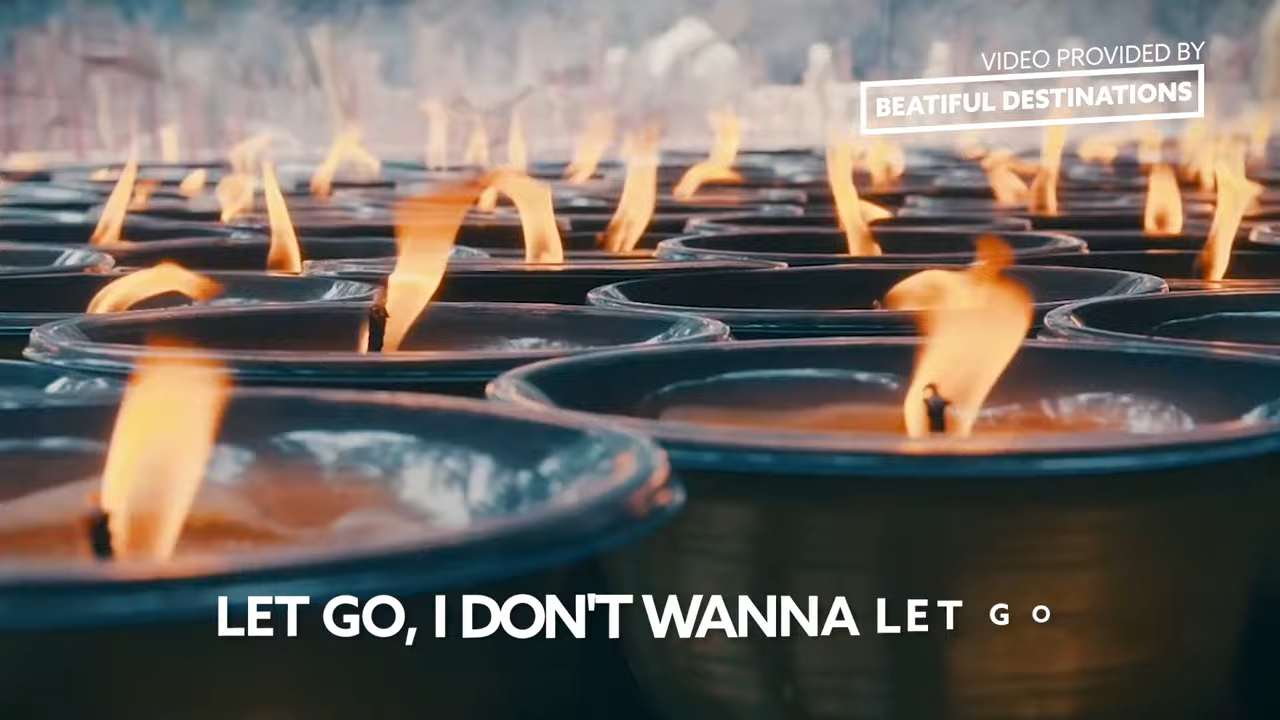 VIDEO PROVIDED BY
BEATIFUL DESTINATIONS
LET GO, I DON'T WANNA LET GO